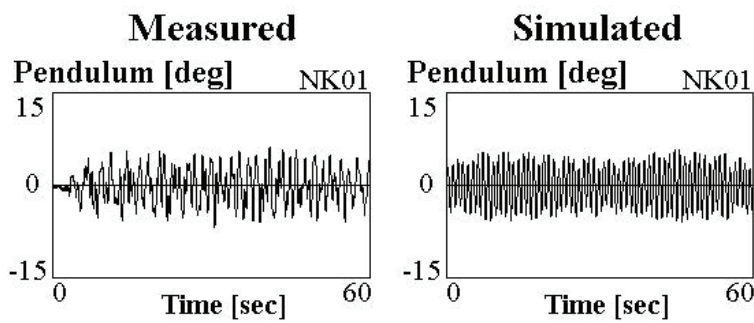 Measured
Pendulum [deg] NK01
15
0
-15
0 60
Time [sec]
Simulated
Pendulum [deg] NK01
15
0
-15
0 60
Time [sec]